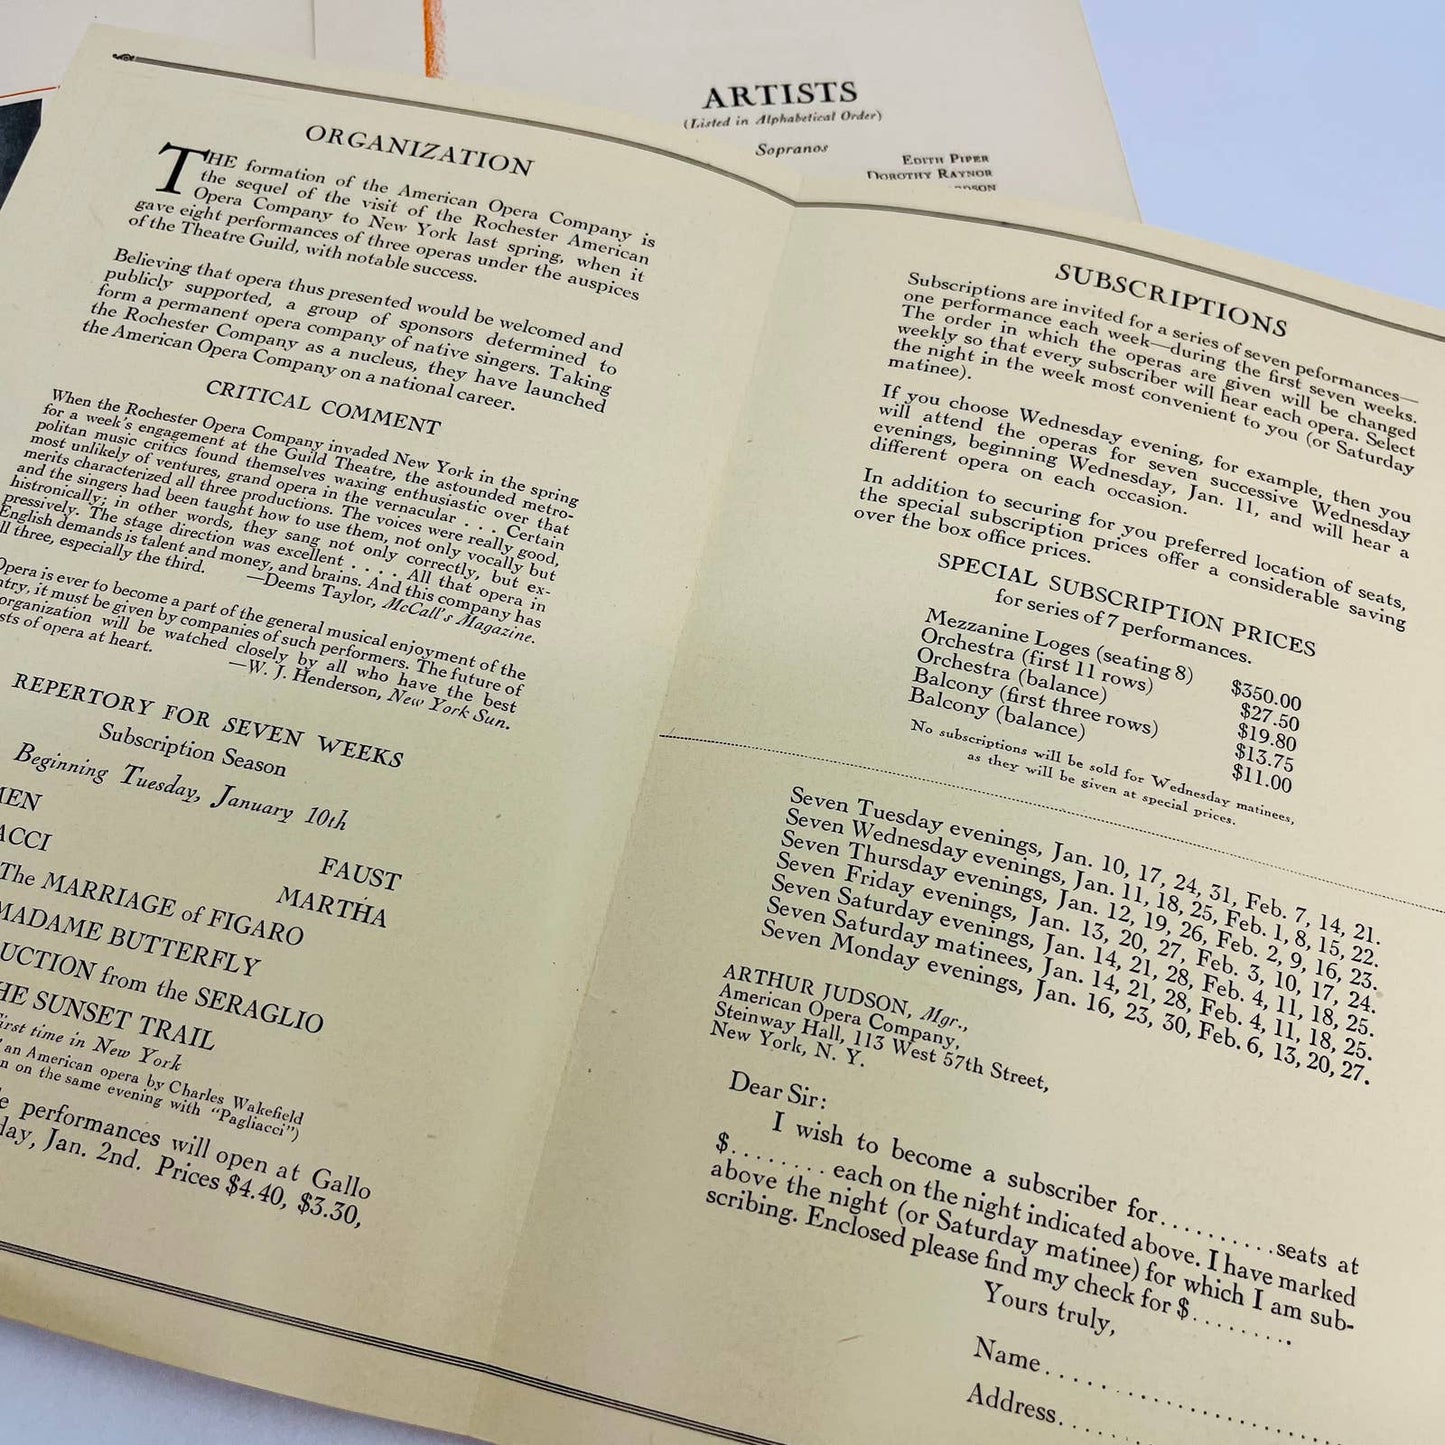 ARTISTS
(Listed in Alphabetical Order)
Sopranos
EDITH PIPER
DOROTHY RAYNOR
ORGANIZATION
THE formation of the American Opera Company is
the sequel of the visit of the Rochester American
Opera Company to New York last spring, when it
gave eight performances of three operas under the auspices
of the Theatre Guild, with notable success.
Believing that opera thus presented would be welcomed and
publicly supported, a group of sponsors determined to
form a permanent opera company of native singers. Taking
the Rochester Company as a nucleus, they have launched
the American Opera Company on a national career.
CRITICAL COMMENT
When the Rochester Opera Company invaded New York in the spring
for a week's engagement at the Guild Theatre, the astounded metro-
politan music critics found themselves waxing enthusiastic over that
most unlikely of ventures, grand opera in the vernacular . . . Certain
merits characterized all three productions. The voices were really good,
and the singers had been taught how to use them, not only vocally but
histrionically; in other words, they sang not only correctly, but ex-
pressively. The stage direction was excellent . . . . All that opera in
English demands is talent and money, and brains. And this company has
ll three, especially the third.
—Deems Taylor, McCall's Magazine.
Opera is ever to become a part of the general musical enjoyment of the
ntry, it must be given by companies of such performers. The future of
organization will be watched closely by all who have the best
sts of opera at heart.
—W. J. Henderson, New York Sun.
REPERTORY FOR SEVEN WEEKS
Subscription Season
Beginning Tuesday, January 10th
MEN
FAUST
ACCI
MARTHA
The MARRIAGE of FIGARO
MADAME BUTTERFLY
UCTION from the SERAGLIO
HE SUNSET TRAIL
First time in New York
an American opera by Charles Wakefield
n on the same evening with "Pagliacci")
e performances will open at Gallo
day, Jan. 2nd. Prices $4.40, $3.30,
SUBSCRIPTIONS
Subscriptions are invited for a series of seven peformances—
one performance each week—during the first seven weeks.
The order in which the operas are given will be changed
weekly so that every subscriber will hear each opera. Select
the night in the week most convenient to you (or Saturday
matinee).
If you choose Wednesday evening, for example, then you
will attend the operas for seven successive Wednesday
evenings, beginning Wednesday, Jan. 11, and will hear a
different opera on each occasion.
In addition to securing for you preferred location of seats,
the special subscription prices offer a considerable saving
over the box office prices.
SPECIAL SUBSCRIPTION PRICES
for series of 7 performances.
Mezzanine Loges (seating 8) $350.00
Orchestra (first 11 rows) $27.50
Orchestra (balance) $19.80
Balcony (first three rows) $13.75
Balcony (balance) $11.00
No subscriptions will be sold for Wednesday matinees,
as they will be given at special prices.
Seven Tuesday evenings, Jan. 10, 17, 24, 31, Feb. 7, 14, 21.
Seven Wednesday evenings, Jan. 11, 18, 25, Feb. 1, 8, 15, 22.
Seven Thursday evenings, Jan. 12, 19, 26, Feb. 2, 9, 16, 23.
Seven Friday evenings, Jan. 13, 20, 27, Feb. 3, 10, 17, 24.
Seven Saturday evenings, Jan. 14, 21, 28, Feb. 4, 11, 18, 25.
Seven Saturday matinees, Jan. 14, 21, 28, Feb. 4, 11, 18, 25.
Seven Monday evenings, Jan. 16, 23, 30, Feb. 6, 13, 20, 27.
ARTHUR JUDSON, Mgr.,
American Opera Company,
Steinway Hall, 113 West 57th Street,
New York, N. Y.
Dear Sir:
I wish to become a subscriber for..........seats at
$........ each on the night indicated above. I have marked
above the night (or Saturday matinee) for which I am sub-
scribing. Enclosed please find my check for $..........
Yours truly,
Name..............................
Address..............................